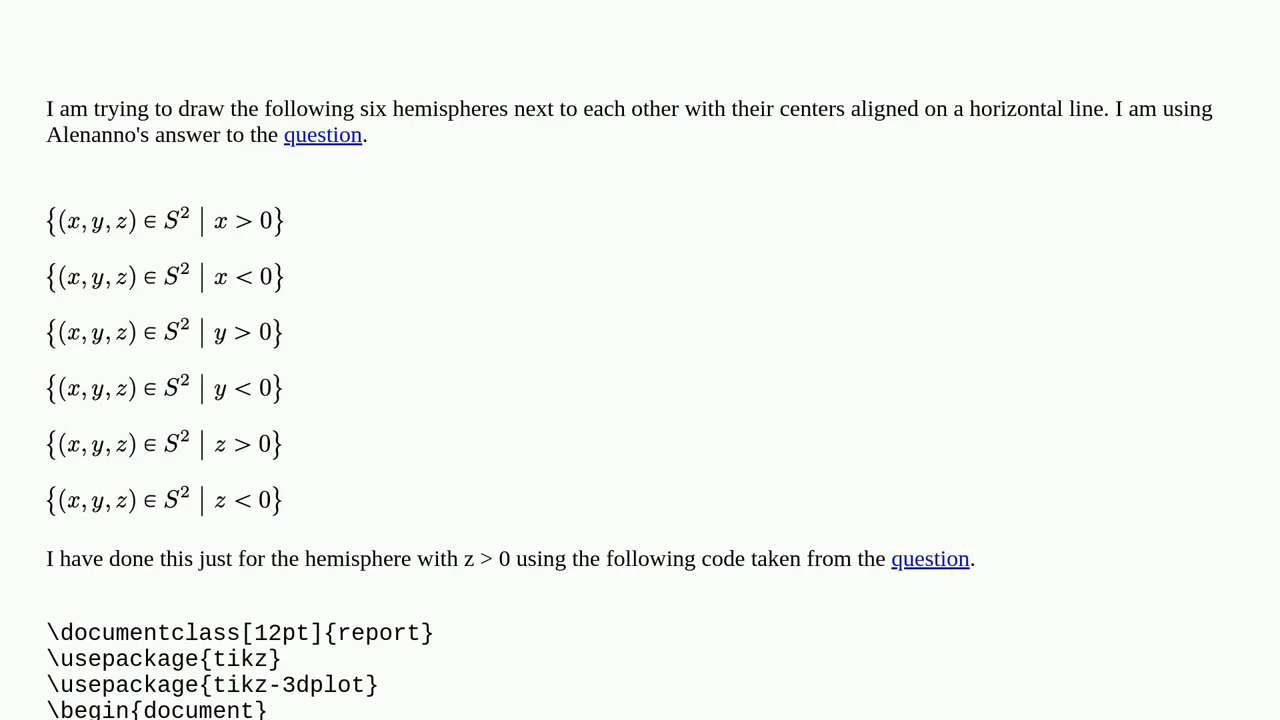 I am trying to draw the following six hemispheres next to each other with their centers aligned on a horizontal line. I am using
Alenanno's answer to the question.
{(x, y, z) ∈ S² | x > 0}
{(x, y, z) ∈ S² | x < 0}
{(x, y, z) ∈ S² | y > 0}
{(x, y, z) ∈ S² | y < 0}
{(x, y, z) ∈ S² | z > 0}
{(x, y, z) ∈ S² | z < 0}
I have done this just for the hemisphere with z > 0 using the following code taken from the question.
\documentclass[12pt]{report}
\usepackage{tikz}
\usepackage{tikz-3dplot}
\begin{document}